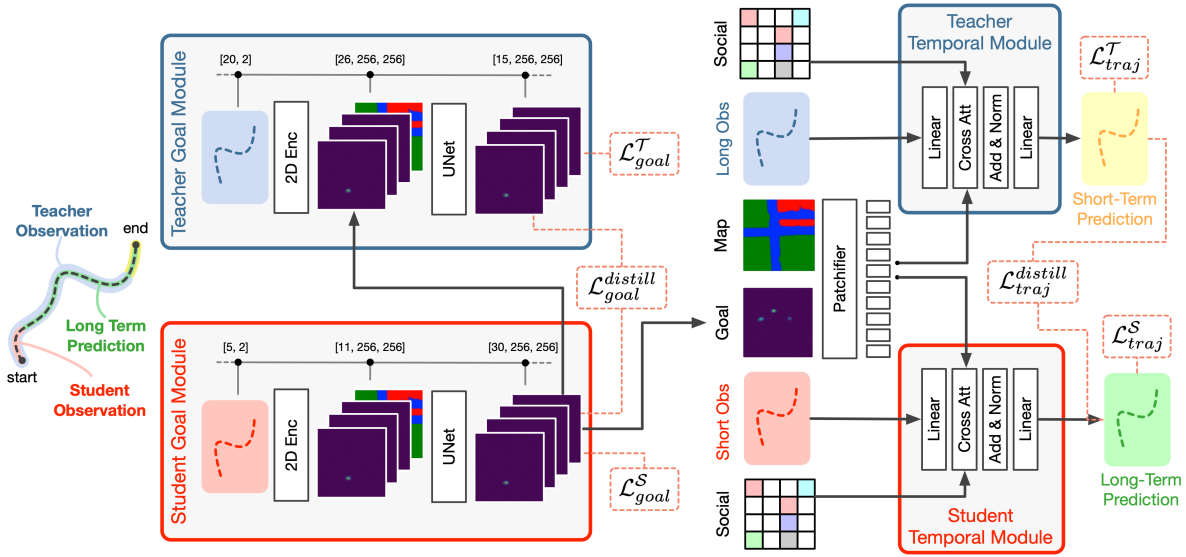 Teacher
Observation
end
Long Term
Prediction
start
Student
Observation
Teacher Goal Module
[20, 2]
[26, 256, 256]
[15, 256, 256]
2D Enc
UNet
L^T_goal
L^distill_goal
Student Goal Module
[5, 2]
[11, 256, 256]
[30, 256, 256]
2D Enc
UNet
L^S_goal
Social
Long Obs
Map
Goal
Short Obs
Social
Patchifier
Teacher
Temporal Module
Linear
Cross Att
Add & Norm
Linear
L^T_traj
Short-Term
Prediction
L^distill_traj
L^S_traj
Linear
Cross Att
Add & Norm
Linear
Student
Temporal Module
Long-Term
Prediction